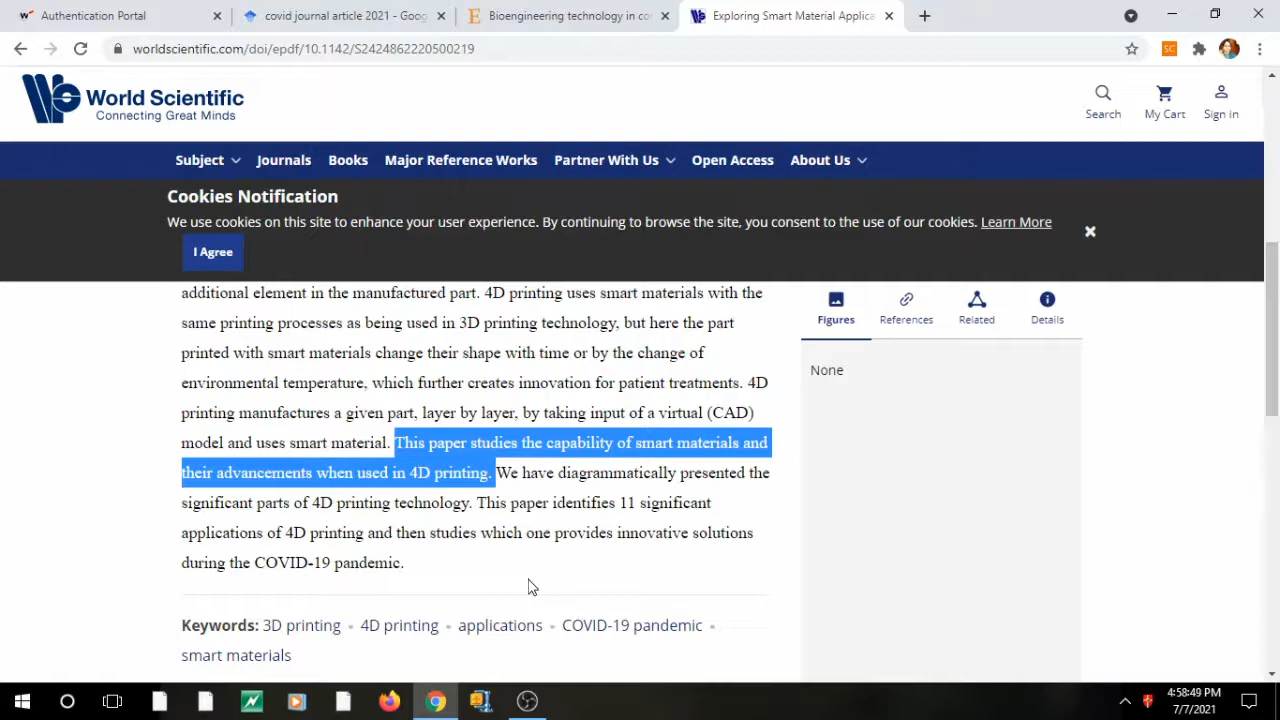 Authentication Portal
covid journal article 2021 - Goog
Bioengineering technology in co
Exploring Smart Material Applica
worldscientific.com/doi/epdf/10.1142/S2424862220500219
SC
World Scientific
Connecting Great Minds
Search
My Cart
Sign in
Subject
Journals
Books
Major Reference Works
Partner With Us
Open Access
About Us
Cookies Notification
We use cookies on this site to enhance your user experience. By continuing to browse the site, you consent to the use of our cookies. Learn More
I Agree
additional element in the manufactured part. 4D printing uses smart materials with the
same printing processes as being used in 3D printing technology, but here the part
printed with smart materials change their shape with time or by the change of
environmental temperature, which further creates innovation for patient treatments. 4D
printing manufactures a given part, layer by layer, by taking input of a virtual (CAD)
model and uses smart material. This paper studies the capability of smart materials and
their advancements when used in 4D printing. We have diagrammatically presented the
significant parts of 4D printing technology. This paper identifies 11 significant
applications of 4D printing and then studies which one provides innovative solutions
during the COVID-19 pandemic.
Keywords: 3D printing • 4D printing • applications • COVID-19 pandemic •
smart materials
Figures
References
Related
Details
None
4:58:49 PM
7/7/2021